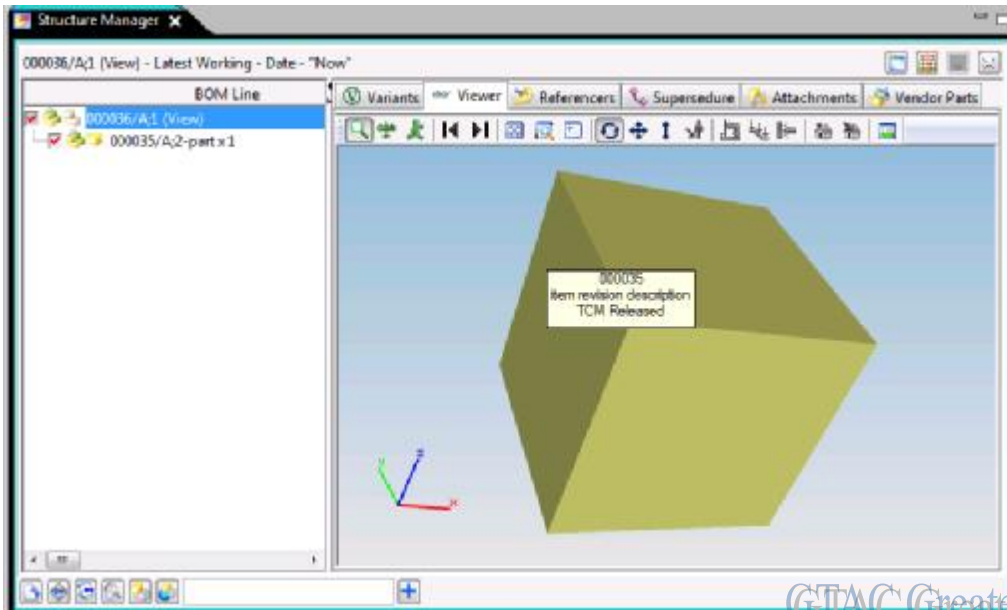 Structure Manager
000036/A;1 (View) - Latest Working - Date - "Now"
BOM Line
000036/A;1 (View)
000035/A;2-part x 1
Variants Viewer Referencers Supersedure Attachments Vendor Parts
000035
item revision description
TCM Released
Y Z X
GTAC